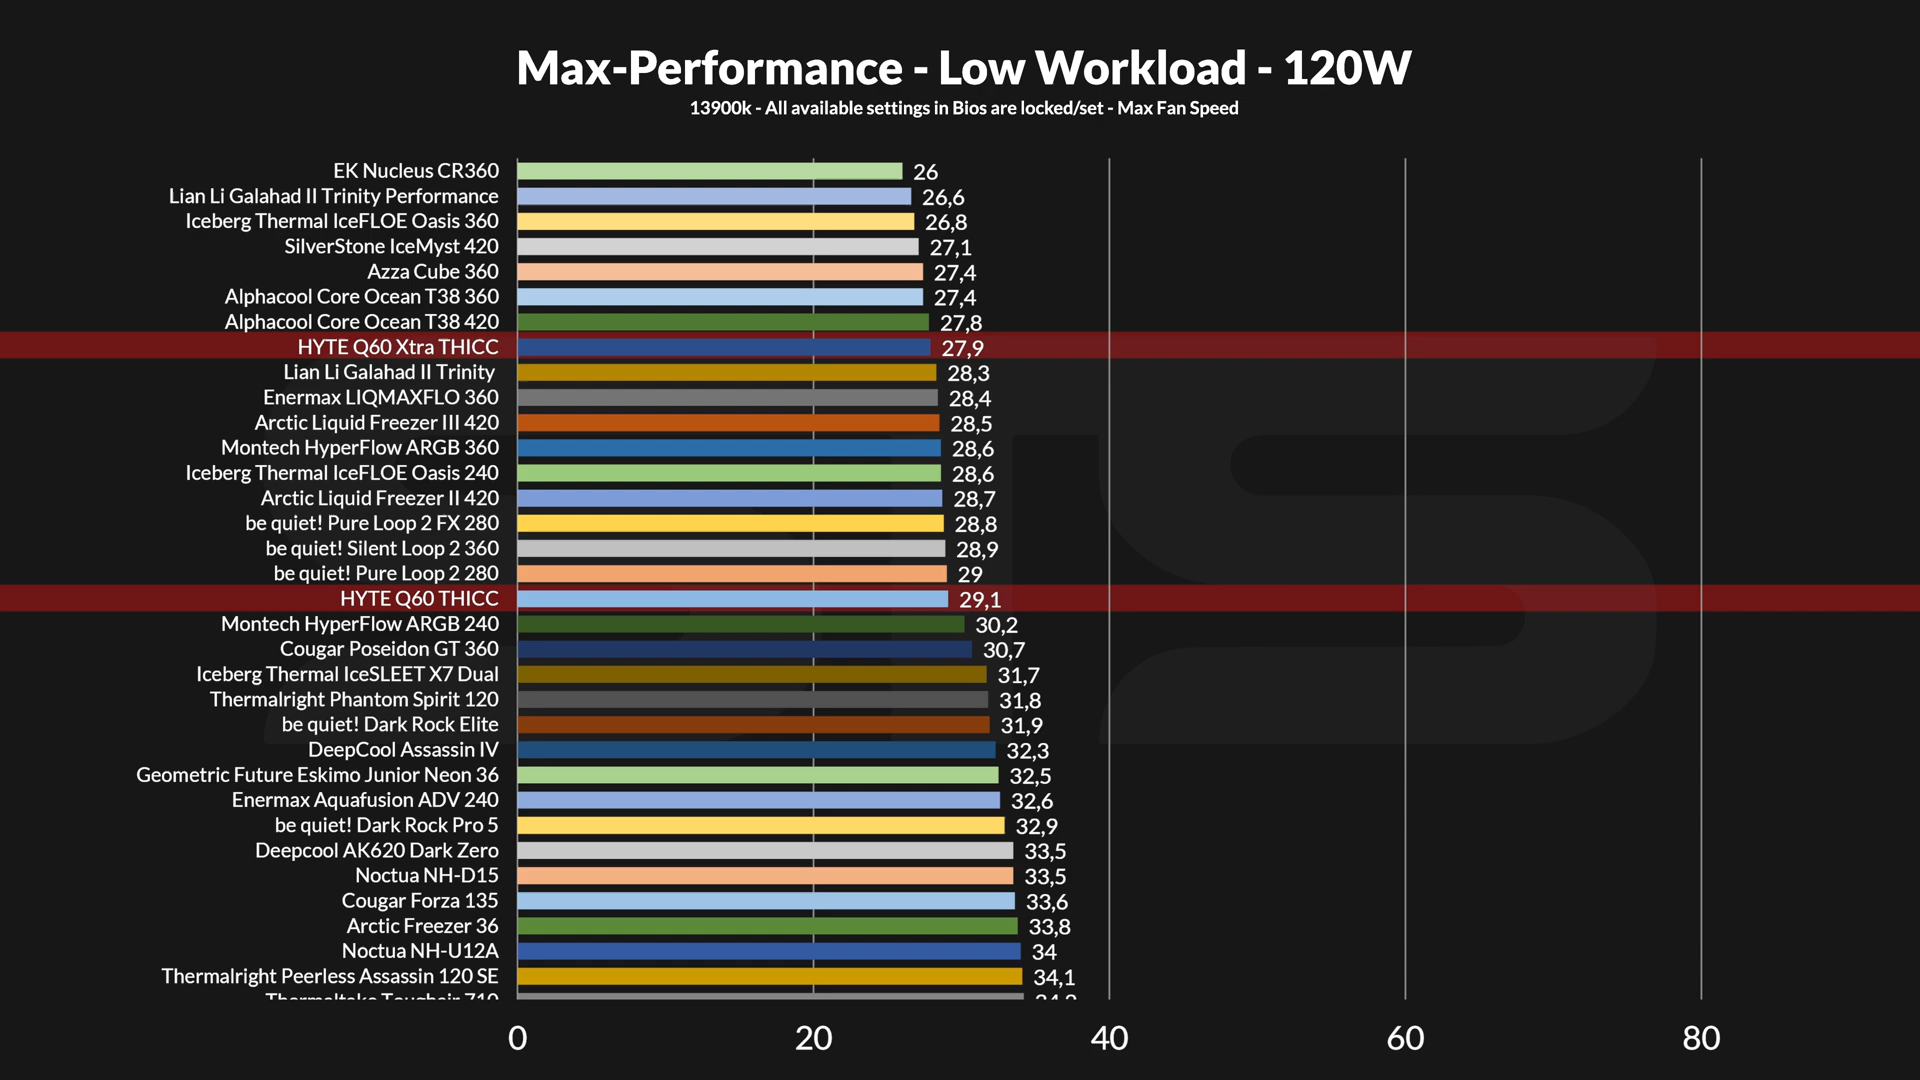 Max-Performance - Low Workload - 120W
13900k - All available settings in Bios are locked/set - Max Fan Speed
EK Nucleus CR360 26
Lian Li Galahad II Trinity Performance 26,6
Iceberg Thermal IceFLOE Oasis 360 26,8
SilverStone IceMyst 420 27,1
Azza Cube 360 27,4
Alphacool Core Ocean T38 360 27,4
Alphacool Core Ocean T38 420 27,8
HYTE Q60 Xtra THICC 27,9
Lian Li Galahad II Trinity 28,3
Enermax LIQMAXFLO 360 28,4
Arctic Liquid Freezer III 420 28,5
Montech HyperFlow ARGB 360 28,6
Iceberg Thermal IceFLOE Oasis 240 28,6
Arctic Liquid Freezer II 420 28,7
be quiet! Pure Loop 2 FX 280 28,8
be quiet! Silent Loop 2 360 28,9
be quiet! Pure Loop 2 280 29
HYTE Q60 THICC 29,1
Montech HyperFlow ARGB 240 30,2
Cougar Poseidon GT 360 30,7
Iceberg Thermal IceSLEET X7 Dual 31,7
Thermalright Phantom Spirit 120 31,8
be quiet! Dark Rock Elite 31,9
DeepCool Assassin IV 32,3
Geometric Future Eskimo Junior Neon 36 32,5
Enermax Aquafusion ADV 240 32,6
be quiet! Dark Rock Pro 5 32,9
Deepcool AK620 Dark Zero 33,5
Noctua NH-D15 33,5
Cougar Forza 135 33,6
Arctic Freezer 36 33,8
Noctua NH-U12A 34
Thermalright Peerless Assassin 120 SE 34,1
Thermaltake Toughair 710
0 20 40 60 80